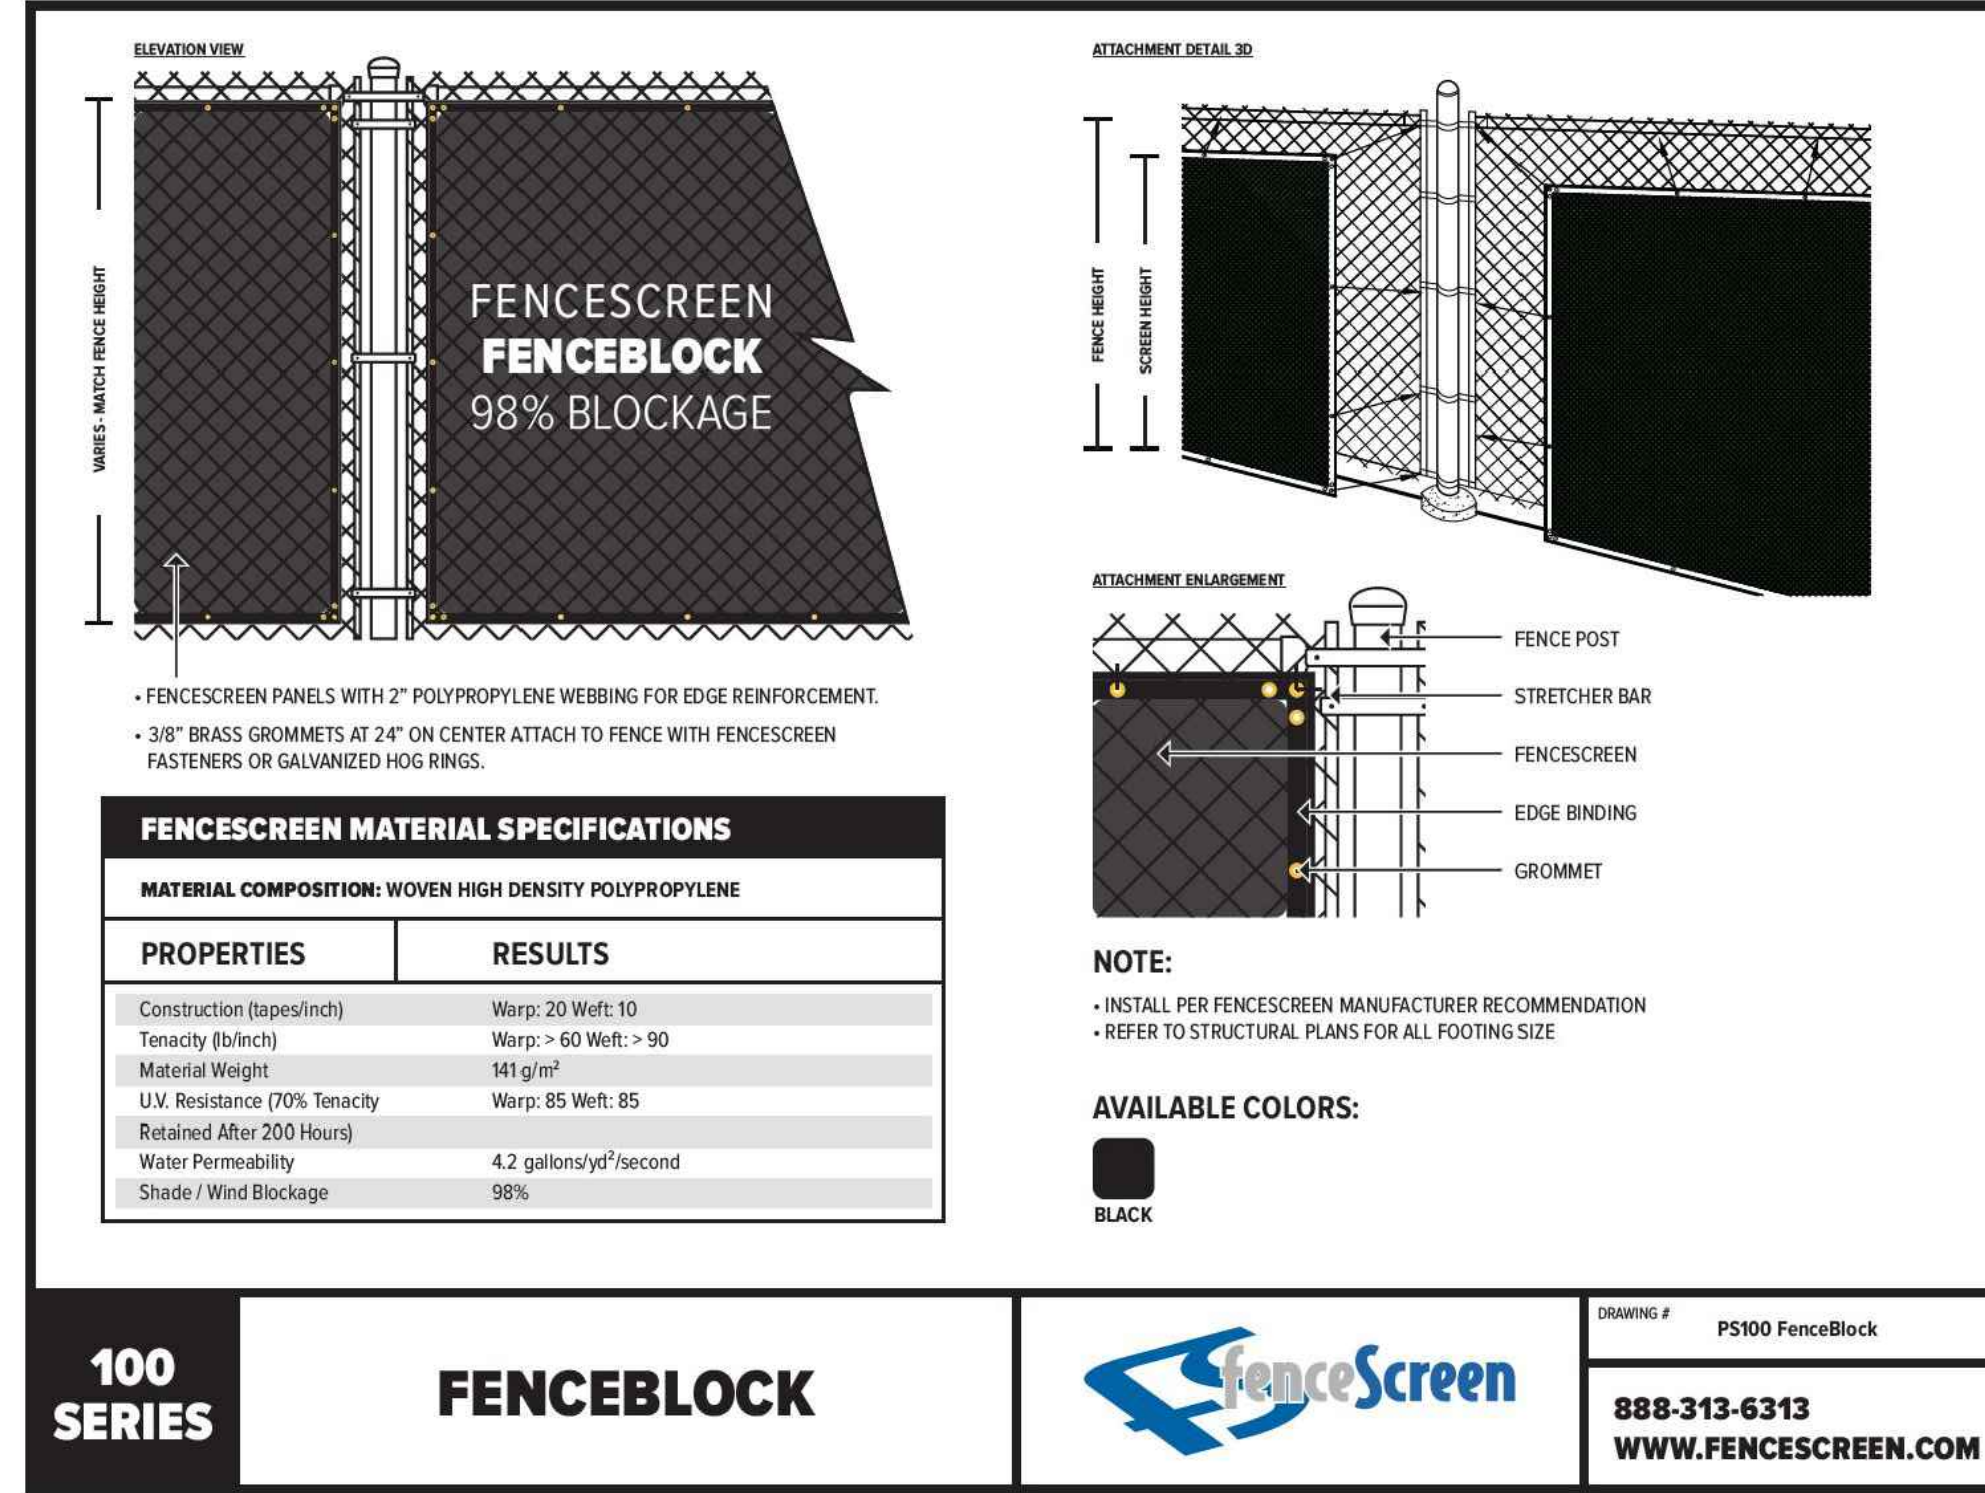 ELEVATION VIEW
VARIES - MATCH FENCE HEIGHT
FENCESCREEN
FENCEBLOCK
98% BLOCKAGE
• FENCESCREEN PANELS WITH 2" POLYPROPYLENE WEBBING FOR EDGE REINFORCEMENT.
• 3/8" BRASS GROMMETS AT 24" ON CENTER ATTACH TO FENCE WITH FENCESCREEN
FASTENERS OR GALVANIZED HOG RINGS.
FENCESCREEN MATERIAL SPECIFICATIONS
MATERIAL COMPOSITION: WOVEN HIGH DENSITY POLYPROPYLENE
PROPERTIES RESULTS
Construction (tapes/inch) Warp: 20 Weft: 10
Tenacity (lb/inch) Warp: > 60 Weft: > 90
Material Weight 141 g/m²
U.V. Resistance (70% Tenacity Warp: 85 Weft: 85
Retained After 200 Hours)
Water Permeability 4.2 gallons/yd²/second
Shade / Wind Blockage 98%
ATTACHMENT DETAIL 3D
FENCE HEIGHT
SCREEN HEIGHT
ATTACHMENT ENLARGEMENT
FENCE POST
STRETCHER BAR
FENCESCREEN
EDGE BINDING
GROMMET
NOTE:
• INSTALL PER FENCESCREEN MANUFACTURER RECOMMENDATION
• REFER TO STRUCTURAL PLANS FOR ALL FOOTING SIZE
AVAILABLE COLORS:
BLACK
100
SERIES
FENCEBLOCK
fenceScreen
DRAWING #
PS100 FenceBlock
888-313-6313
WWW.FENCESCREEN.COM